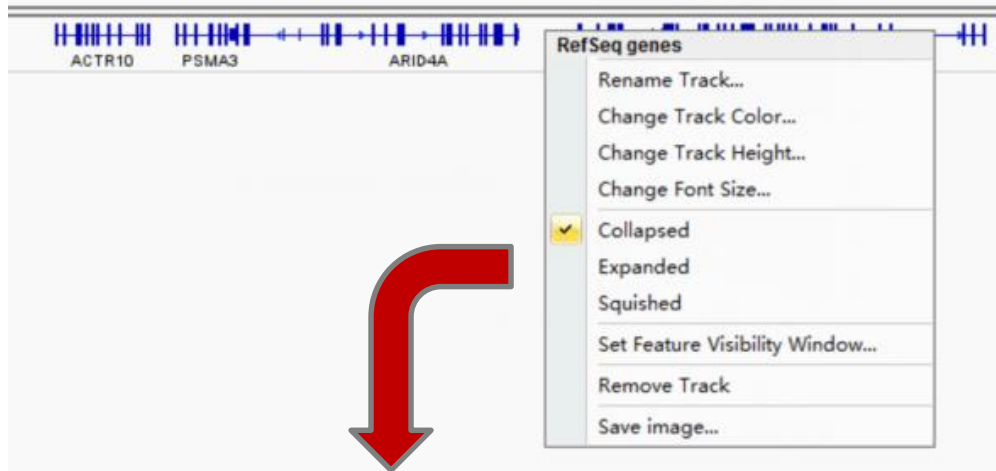 ACTR10 PSMA3 ARID4A
RefSeq genes
Rename Track...
Change Track Color...
Change Track Height...
Change Font Size...
Collapsed
Expanded
Squished
Set Feature Visibility Window...
Remove Track
Save image...